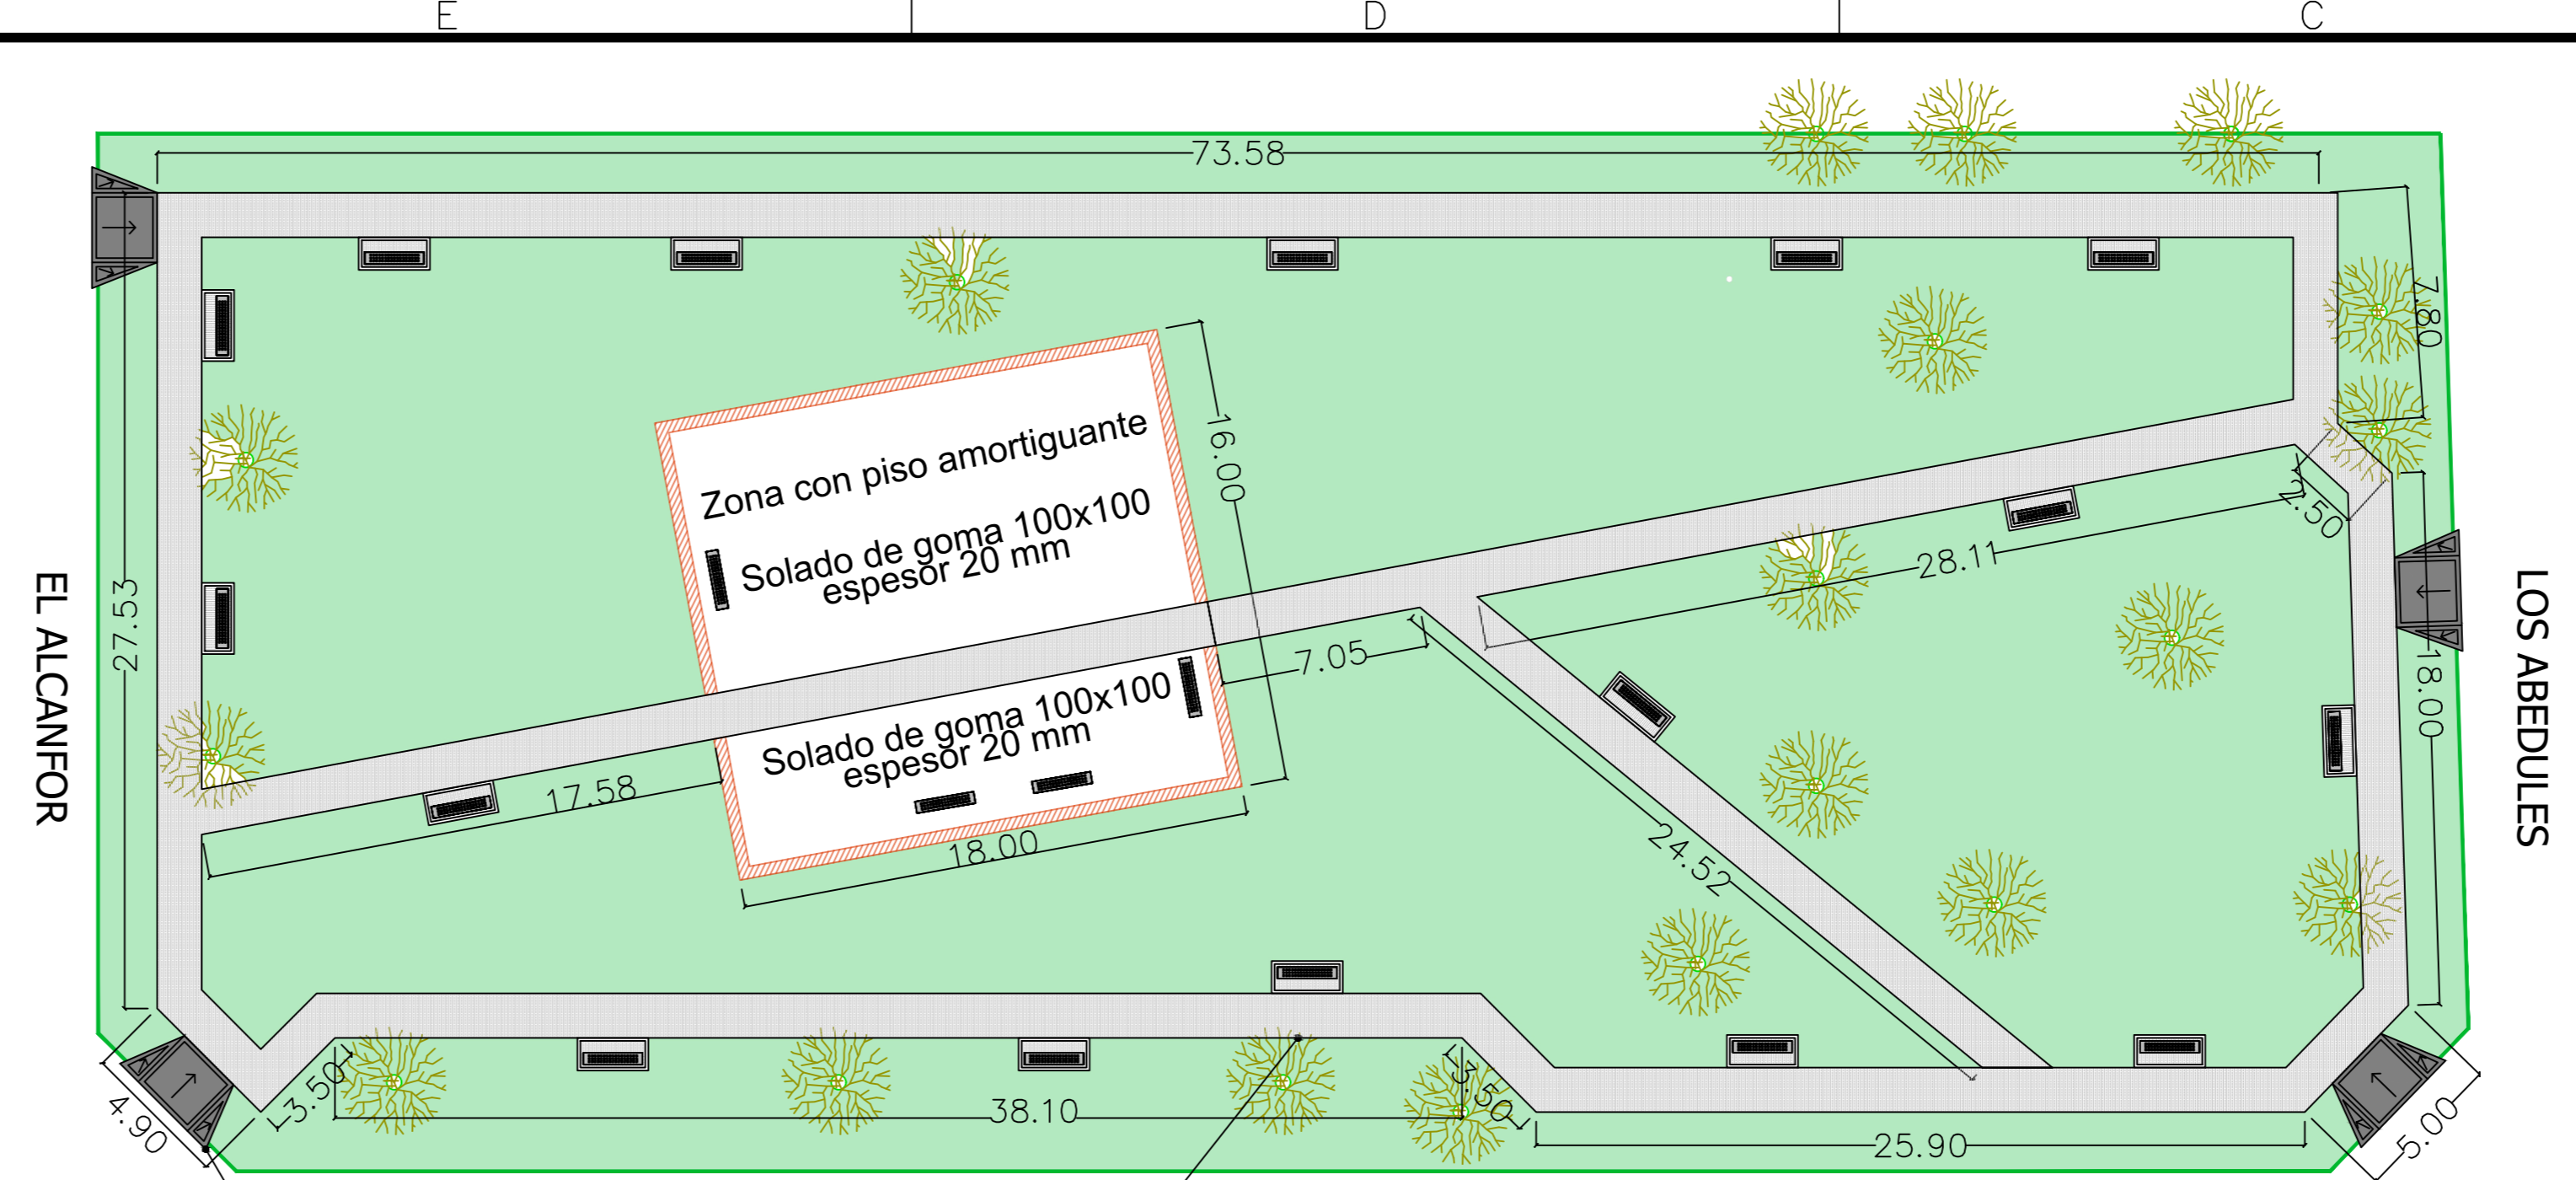 E
D
C
73.58
7.80
16.00
Zona con piso amortiguante
Solado de goma 100x100
espesor 20 mm
2.50
28.11
EL ALCANFOR
27.53
LOS ABEDULES
7.05
18.00
Solado de goma 100x100
espesor 20 mm
17.58
18.00
24.52
3.50
3.50
4.90
38.10
25.90
5.00